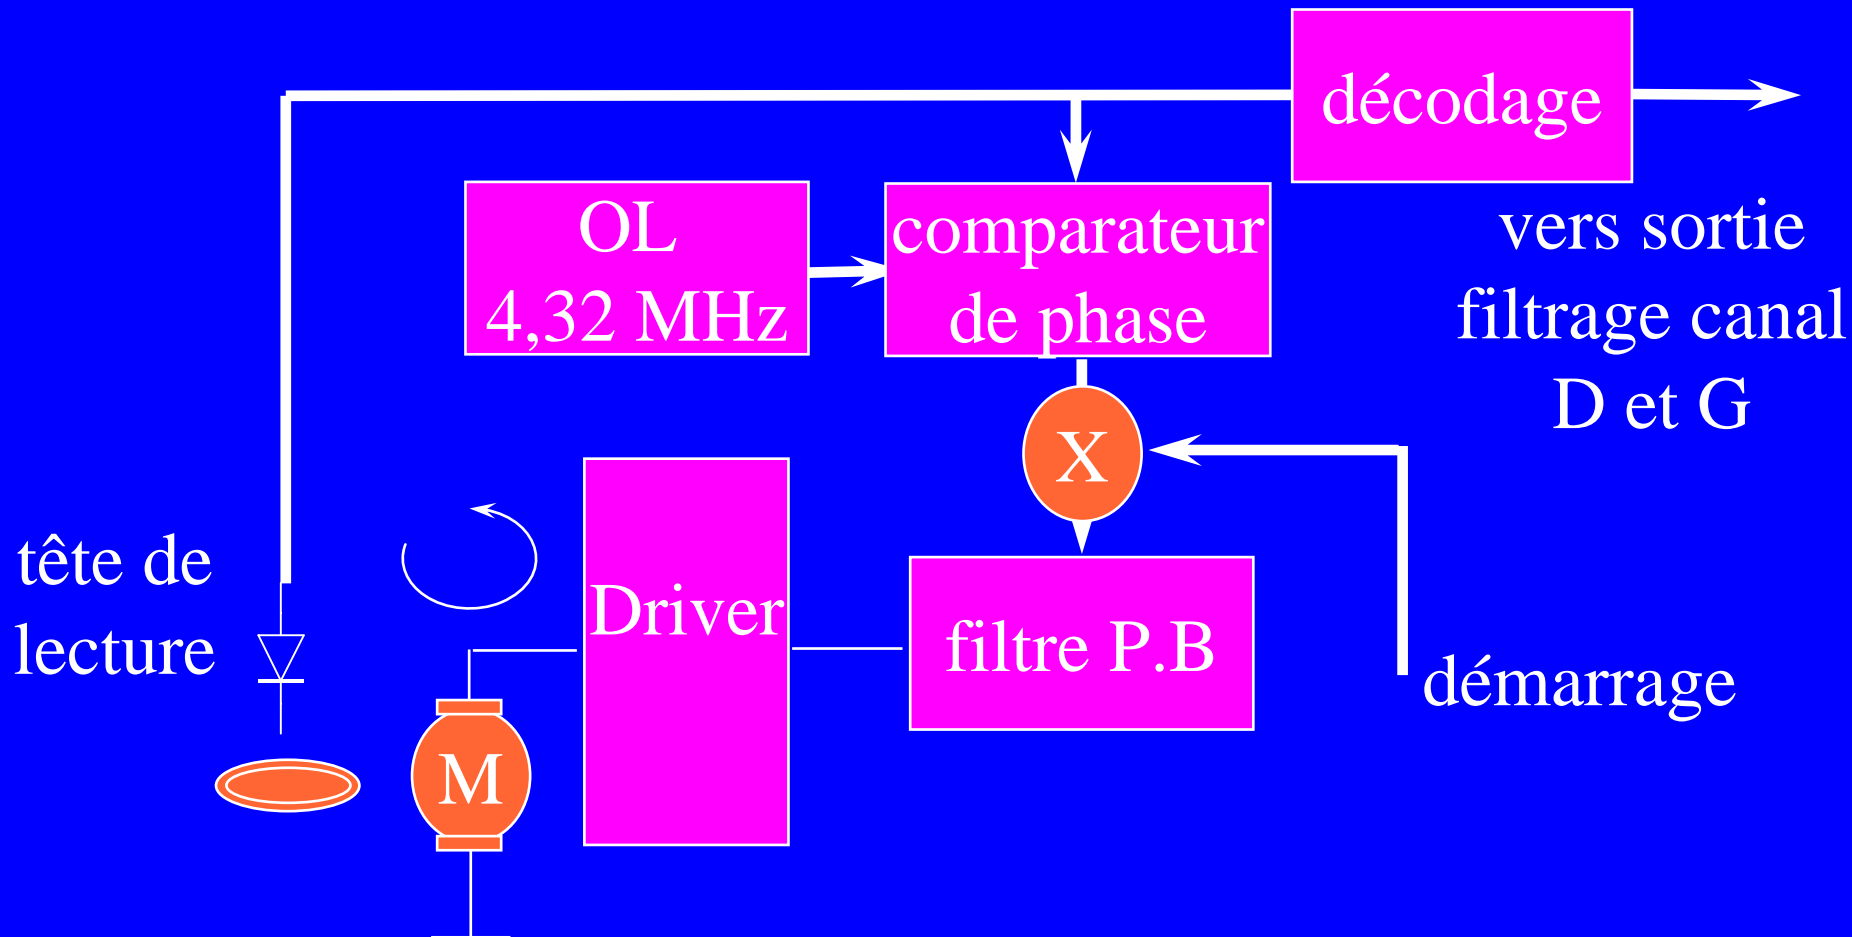 décodage
OL
4,32 MHz
comparateur
de phase
vers sortie
filtrage canal
D et G
X
tête de
lecture
Driver
filtre P.B
démarrage
M